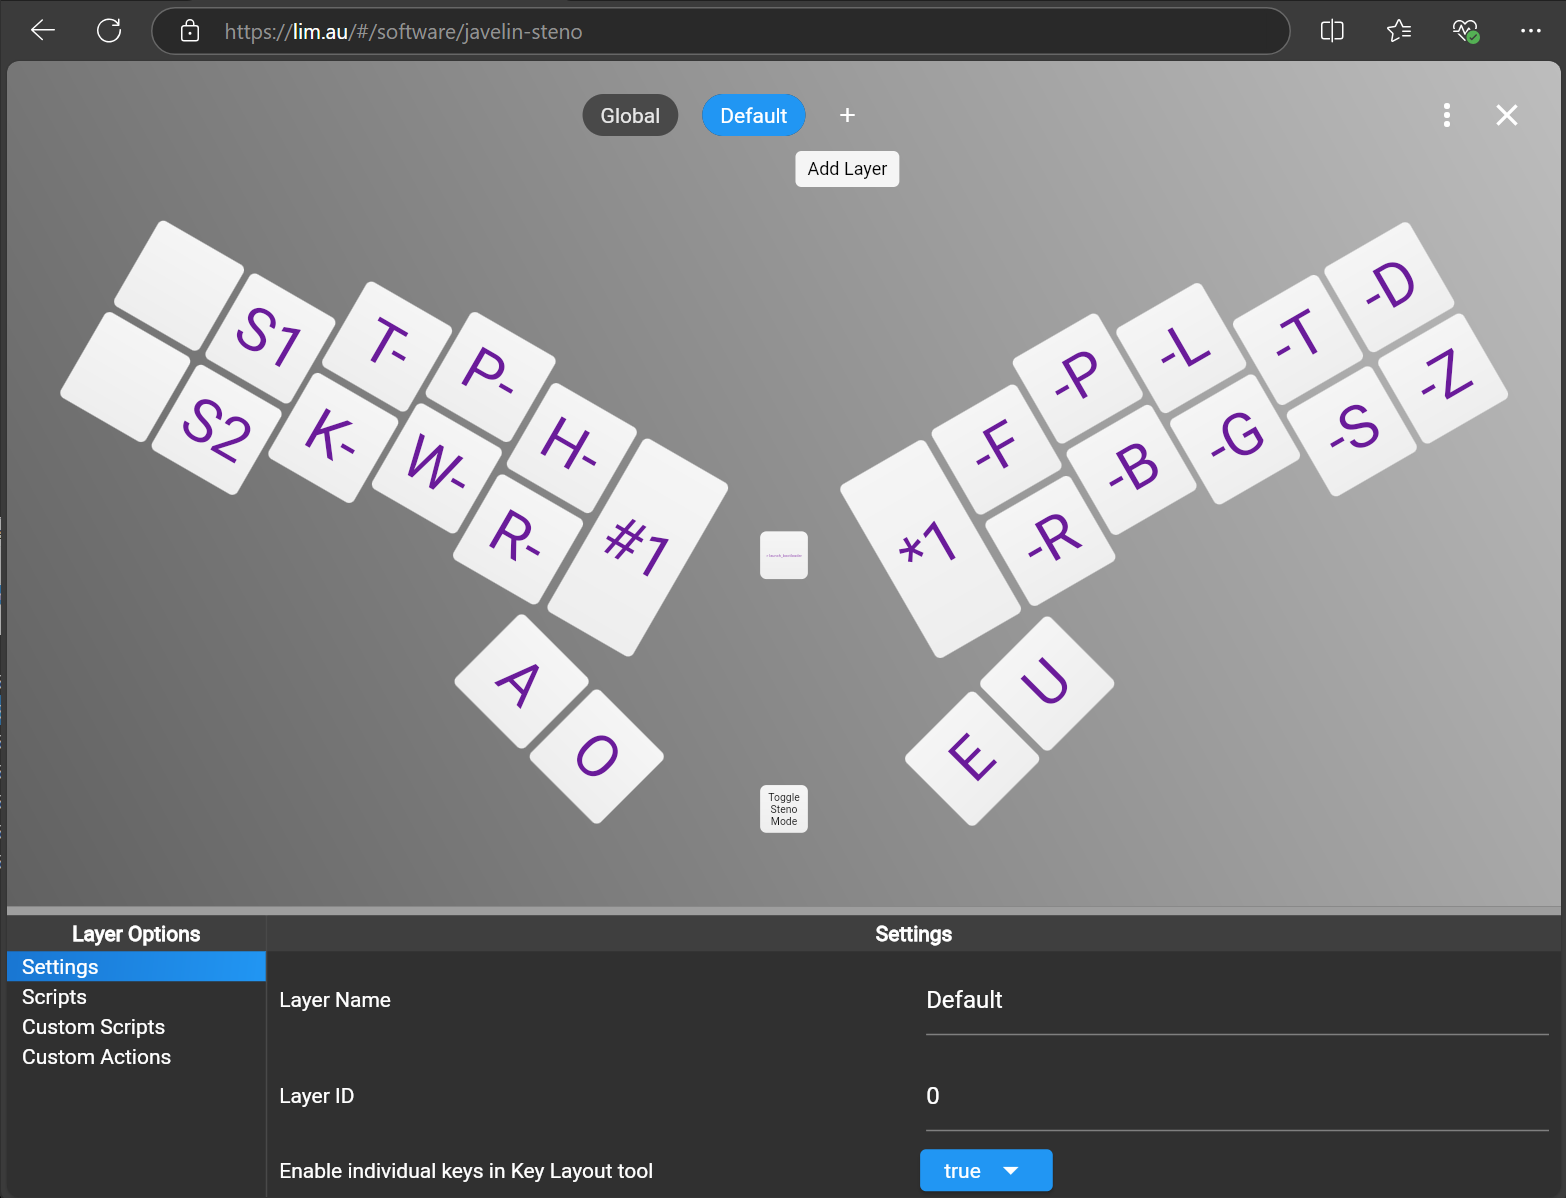 https://lim.au/#/software/javelin-steno
Global Default +
Add Layer
S1 T- P- H- #1
S2 K- W- R-
*1 -F -P -L -T -D
-R -B -G -S -Z
A O
E U
Toggle
Steno
Mode
Layer Options
Settings
Scripts
Custom Scripts
Custom Actions
Settings
Layer Name Default
Layer ID 0
Enable individual keys in Key Layout tool true